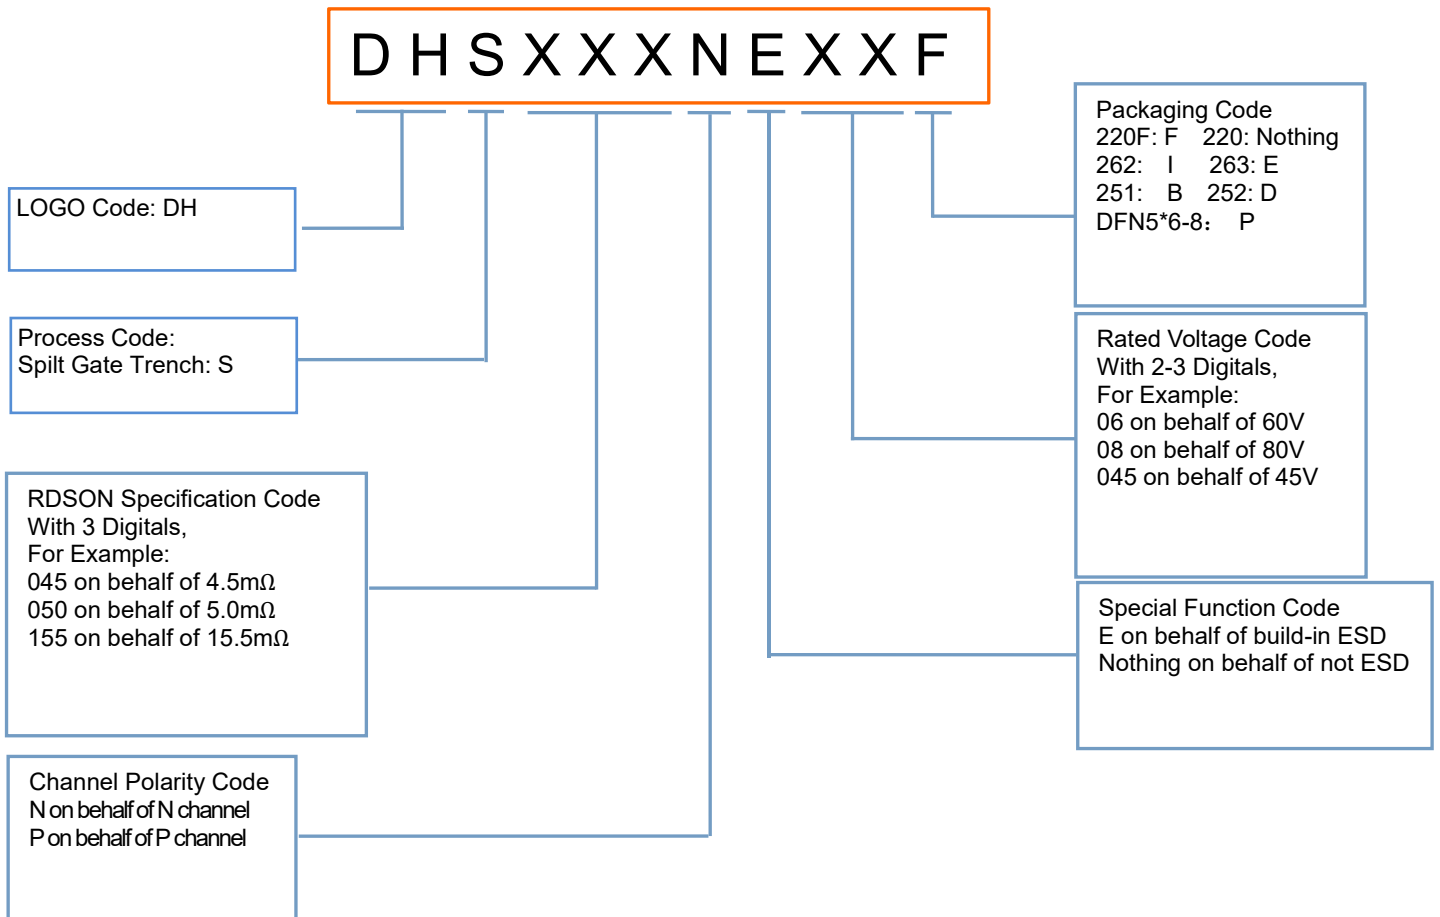 D H S X X X N E X X F
LOGO Code: DH
Process Code:
Spilt Gate Trench: S
RDSON Specification Code
With 3 Digitals,
For Example:
045 on behalf of 4.5mΩ
050 on behalf of 5.0mΩ
155 on behalf of 15.5mΩ
Channel Polarity Code
N on behalf of N channel
P on behalf of P channel
Packaging Code
220F: F 220: Nothing
262: I 263: E
251: B 252: D
DFN5*6-8： P
Rated Voltage Code
With 2-3 Digitals,
For Example:
06 on behalf of 60V
08 on behalf of 80V
045 on behalf of 45V
Special Function Code
E on behalf of build-in ESD
Nothing on behalf of not ESD